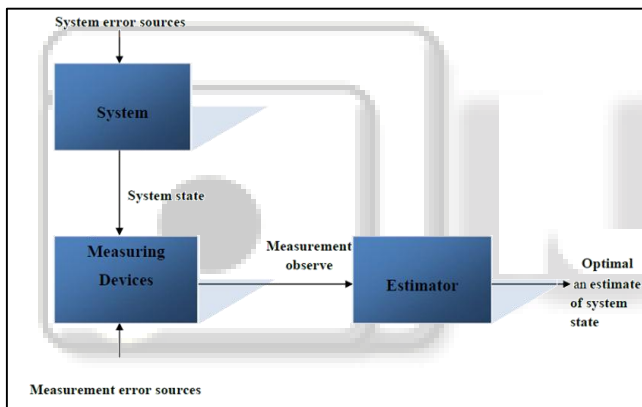 System error sources
System
System state
Measuring
Devices
Measurement
observe
Estimator
Optimal
an estimate
of system
state
Measurement error sources